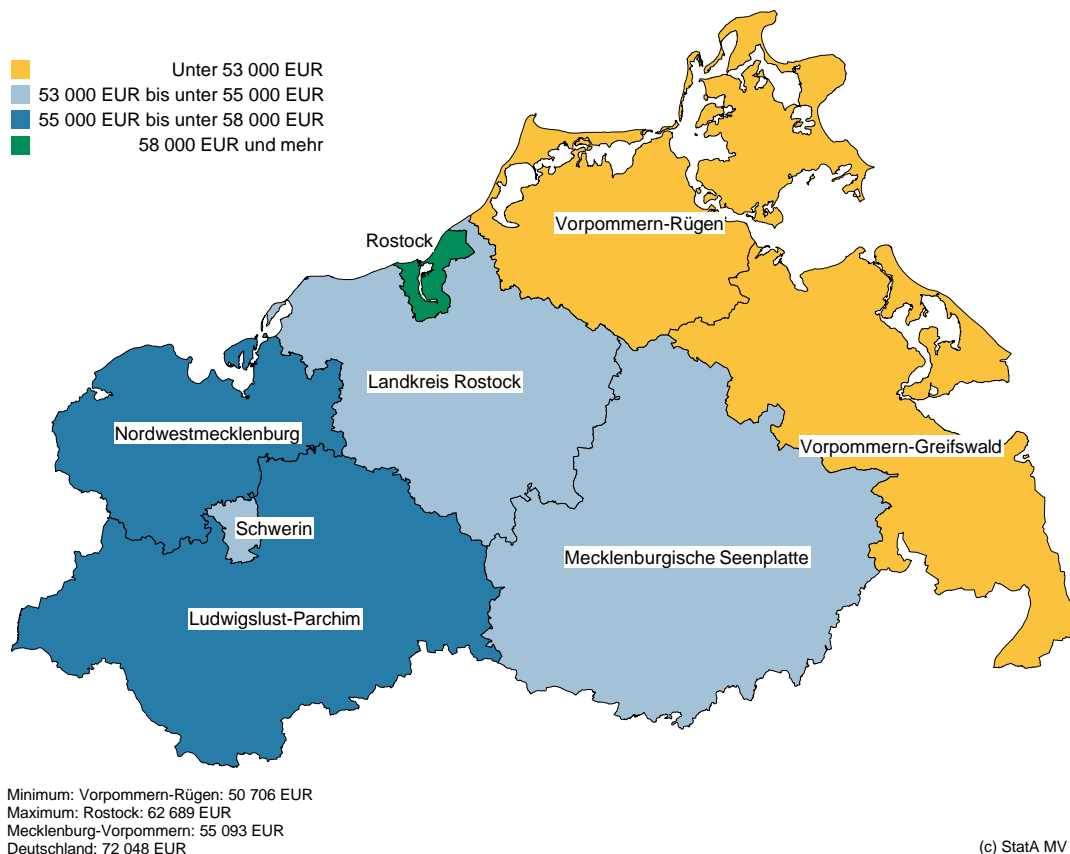 Unter 53 000 EUR
53 000 EUR bis unter 55 000 EUR
55 000 EUR bis unter 58 000 EUR
58 000 EUR und mehr
Vorpommern-Rügen
Rostock
Landkreis Rostock
Nordwestmecklenburg
Vorpommern-Greifswald
Schwerin
Mecklenburgische Seenplatte
Ludwigslust-Parchim
Minimum: Vorpommern-Rügen: 50 706 EUR
Maximum: Rostock: 62 689 EUR
Mecklenburg-Vorpommern: 55 093 EUR
Deutschland: 72 048 EUR
(c) StatA MV